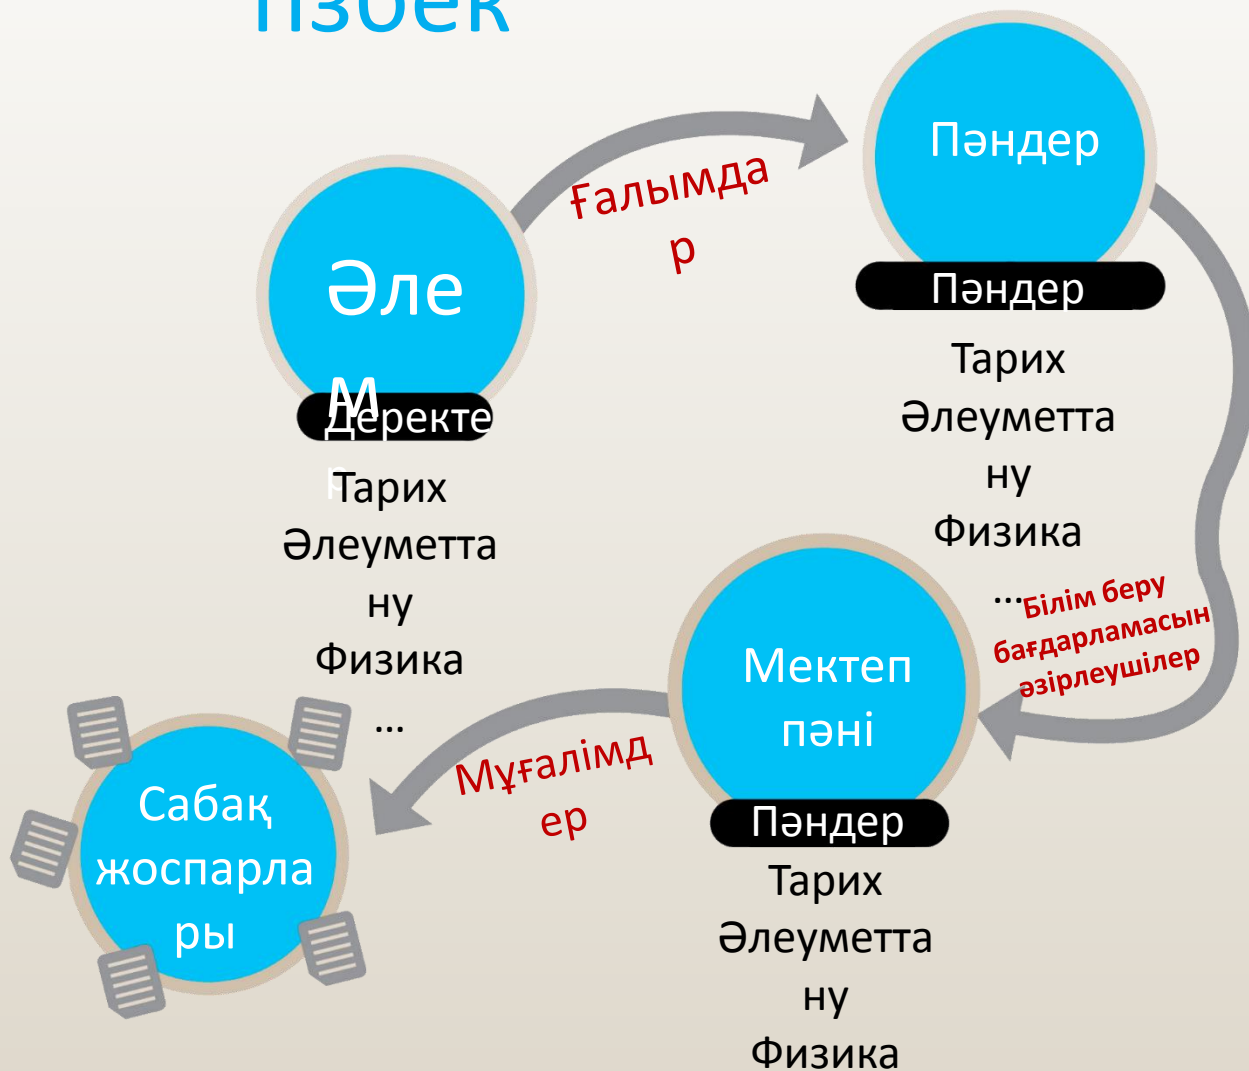 Ғалымда
р
Пәндер
Пәндер
Тарих
Әлеуметта
ну
Физика
...
Әле
м
Деректе
р
Тарих
Әлеуметта
ну
Физика
...
Білім беру
бағдарламасын
әзірлеушілер
Мектеп
пәні
Пәндер
Тарих
Әлеуметта
ну
Физика
Мұғалімд
ер
Сабақ
жоспарла
ры